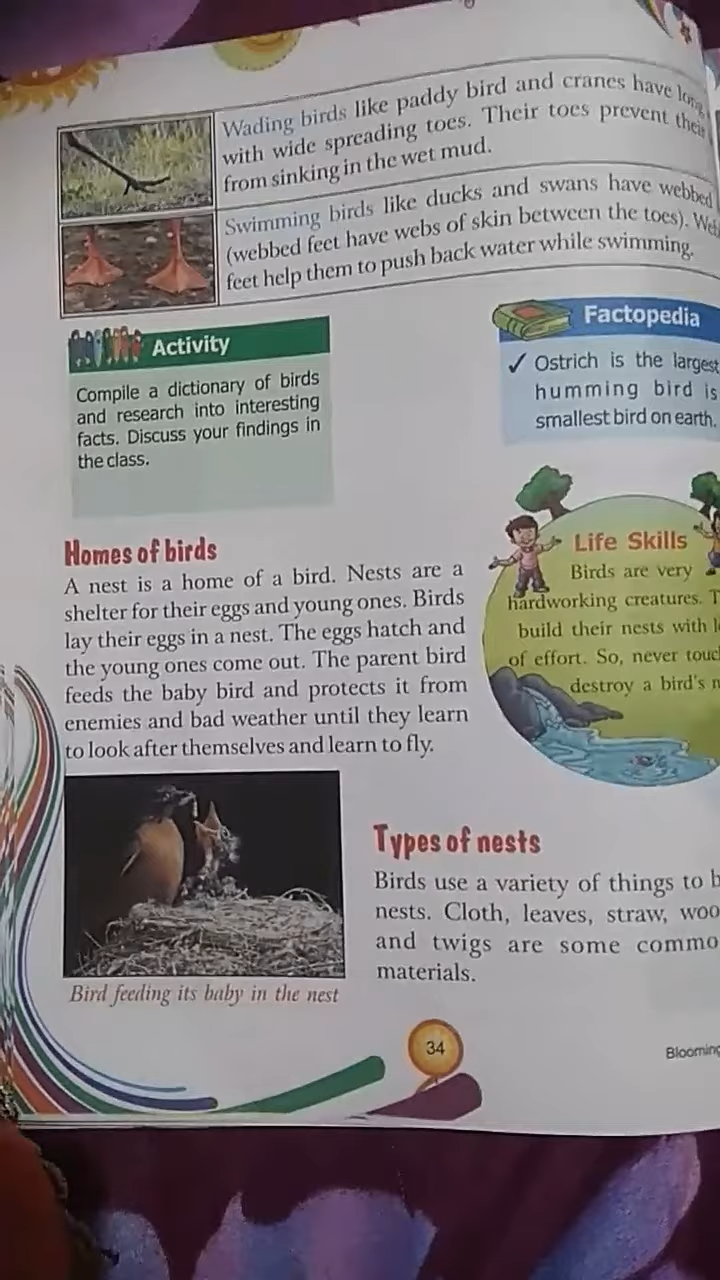 Wading birds like paddy bird and cranes have long
with wide spreading toes. Their toes prevent their
from sinking in the wet mud.
Swimming birds like ducks and swans have webbed
(webbed feet have webs of skin between the toes). Web
feet help them to push back water while swimming.
Activity
Compile a dictionary of birds
and research into interesting
facts. Discuss your findings in
the class.
Factopedia
✓ Ostrich is the largest
humming bird is
smallest bird on earth.
Homes of birds
A nest is a home of a bird. Nests are a
shelter for their eggs and young ones. Birds
lay their eggs in a nest. The eggs hatch and
the young ones come out. The parent bird
feeds the baby bird and protects it from
enemies and bad weather until they learn
to look after themselves and learn to fly.
Life Skills
Birds are very
hardworking creatures.
build their nests with
of effort. So, never
destroy a bird's
Bird feeding its baby in the nest
Types of nests
Birds use a variety of things to
nests. Cloth, leaves, straw,
and twigs are some
materials.
34
Blooming